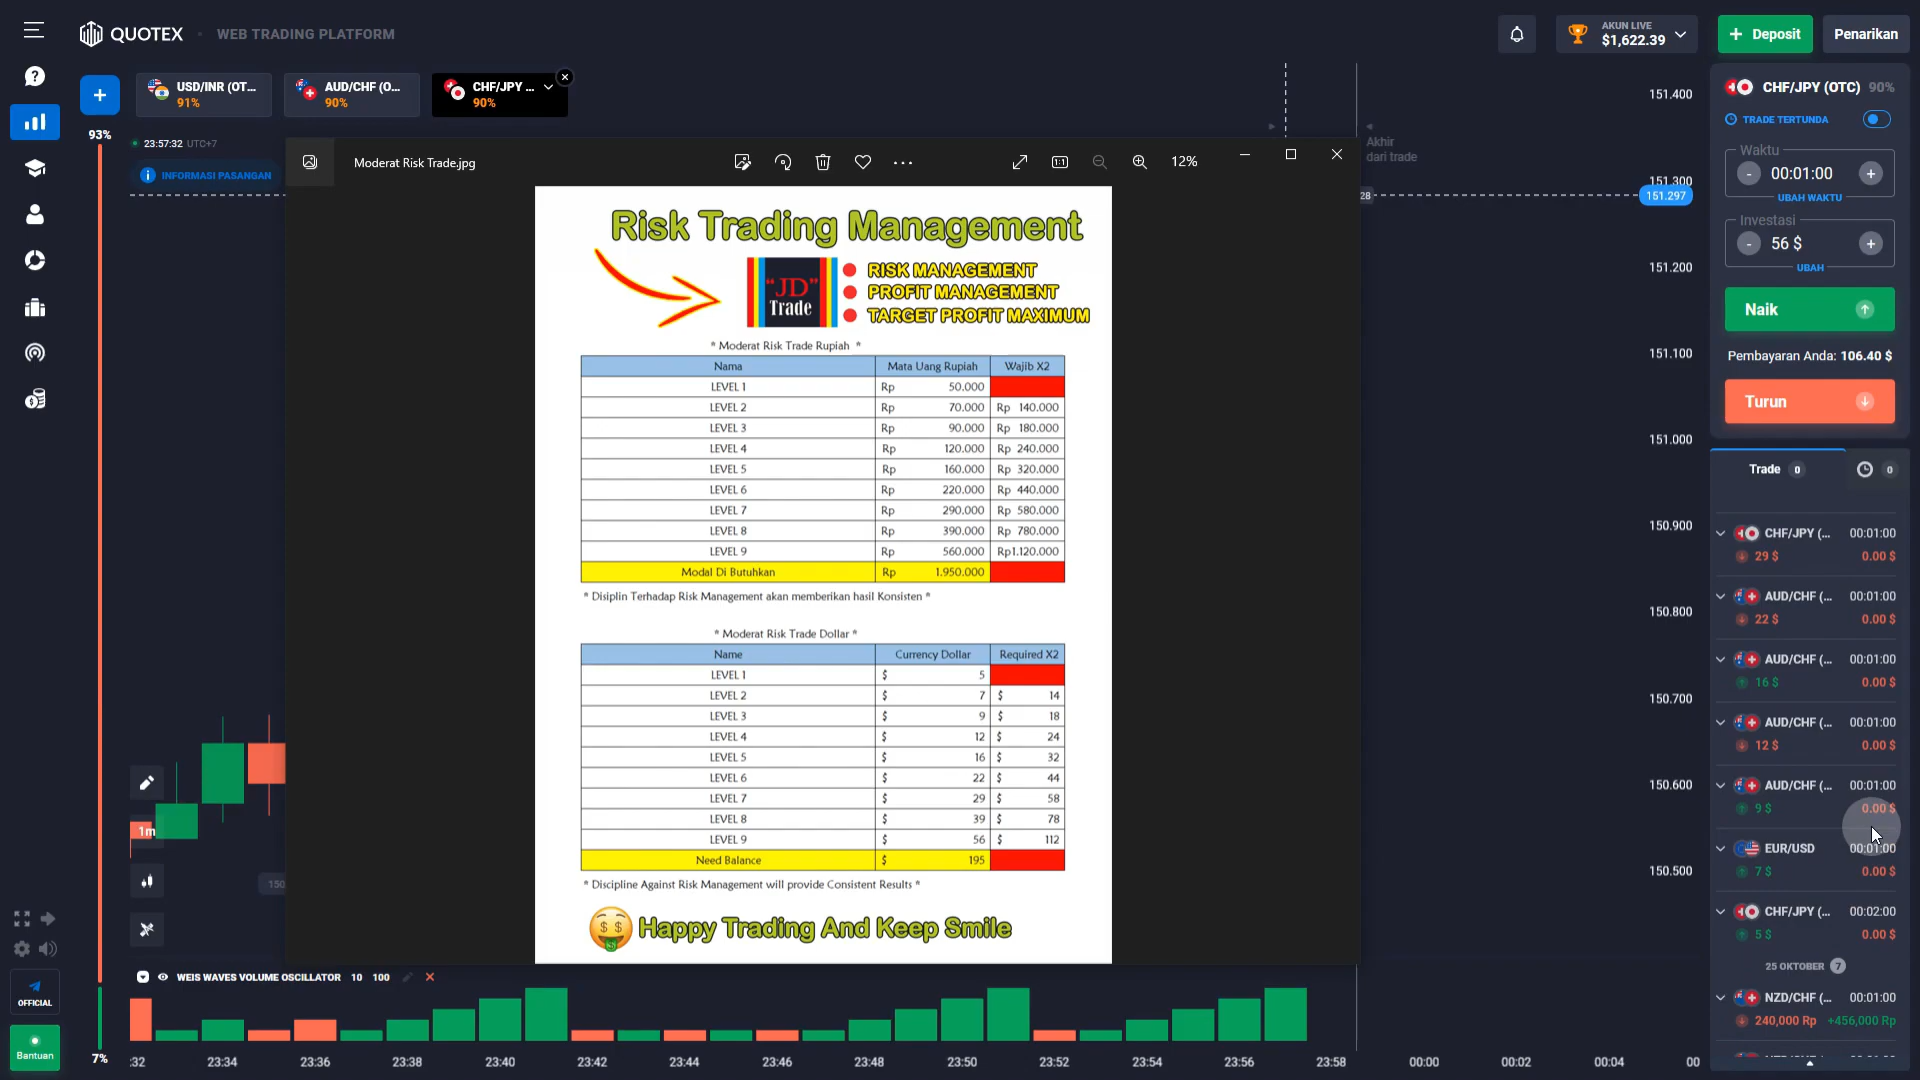 QUOTEX
WEB TRADING PLATFORM
AKUN LIVE
$1,622.39
Deposit
Penarikan
USD/INR (OT...
91%
AUD/CHF (O...
90%
CHF/JPY ...
90%
93%
23:57:32 UTC+7
INFORMASI PASANGAN
Moderat Risk Trade.jpg
12%
Risk Trading Management
"JD"
Trade
RISK MANAGEMENT
PROFIT MANAGEMENT
TARGET PROFIT MAXIMUM
* Moderat Risk Trade Rupiah *
Nama Mata Uang Rupiah Wajib X2
LEVEL 1 Rp 50.000
LEVEL 2 Rp 70.000 Rp 140.000
LEVEL 3 Rp 90.000 Rp 180.000
LEVEL 4 Rp 120.000 Rp 240.000
LEVEL 5 Rp 160.000 Rp 320.000
LEVEL 6 Rp 220.000 Rp 440.000
LEVEL 7 Rp 290.000 Rp 580.000
LEVEL 8 Rp 390.000 Rp 780.000
LEVEL 9 Rp 560.000 Rp1.120.000
Modal Di Butuhkan Rp 1.950.000
* Disiplin Terhadap Risk Management akan memberikan hasil Konsisten *
* Moderat Risk Trade Dollar *
Name Currency Dollar Required X2
LEVEL 1 $ 5
LEVEL 2 $ 7 $ 14
LEVEL 3 $ 9 $ 18
LEVEL 4 $ 12 $ 24
LEVEL 5 $ 16 $ 32
LEVEL 6 $ 22 $ 44
LEVEL 7 $ 29 $ 58
LEVEL 8 $ 39 $ 78
LEVEL 9 $ 56 $ 112
Need Balance $ 195
* Discipline Against Risk Management will provide Consistent Results *
Happy Trading And Keep Smile
Akhir
dari trade
28
151.400
151.300
151.297
151.200
151.100
151.000
150.900
150.800
150.700
150.600
150.500
1m
150
WEIS WAVES VOLUME OSCILLATOR 10 100
7%
:32 23:34 23:36 23:38 23:40 23:42 23:44 23:46 23:48 23:50 23:52 23:54 23:56 23:58 00:00 00:02 00:04 00
OFFICIAL
Bantuan
CHF/JPY (OTC) 90%
TRADE TERTUNDA
Waktu
- 00:01:00 +
UBAH WAKTU
Investasi
- 56 $ +
UBAH
Naik
Pembayaran Anda: 106.40 $
Turun
Trade 0 0
CHF/JPY (... 00:01:00
29 $ 0.00 $
AUD/CHF (... 00:01:00
22 $ 0.00 $
AUD/CHF (... 00:01:00
16 $ 0.00 $
AUD/CHF (... 00:01:00
12 $ 0.00 $
AUD/CHF (... 00:01:00
9 $ 0.00 $
EUR/USD 00:01:00
7 $ 0.00 $
CHF/JPY (... 00:02:00
5 $ 0.00 $
25 OKTOBER 7
NZD/CHF (... 00:01:00
240,000 Rp +456,000 Rp